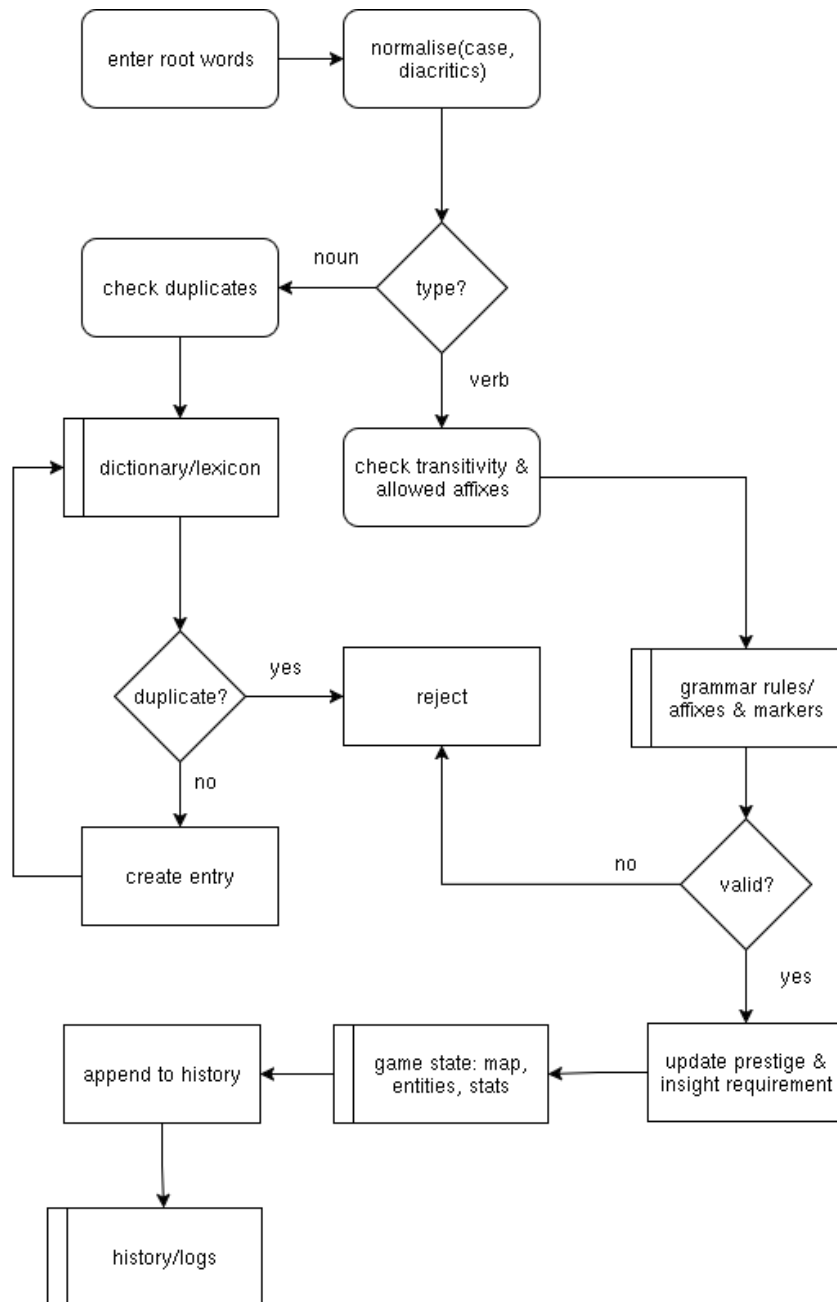 enter root words
normalise(case,
diacritics)
noun
check duplicates
type?
verb
dictionary/lexicon
check transitivity &
allowed affixes
yes
duplicate?
reject
grammar rules/
affixes & markers
no
create entry
no
valid?
yes
append to history
game state: map,
entities, stats
update prestige &
insight requirement
history/logs